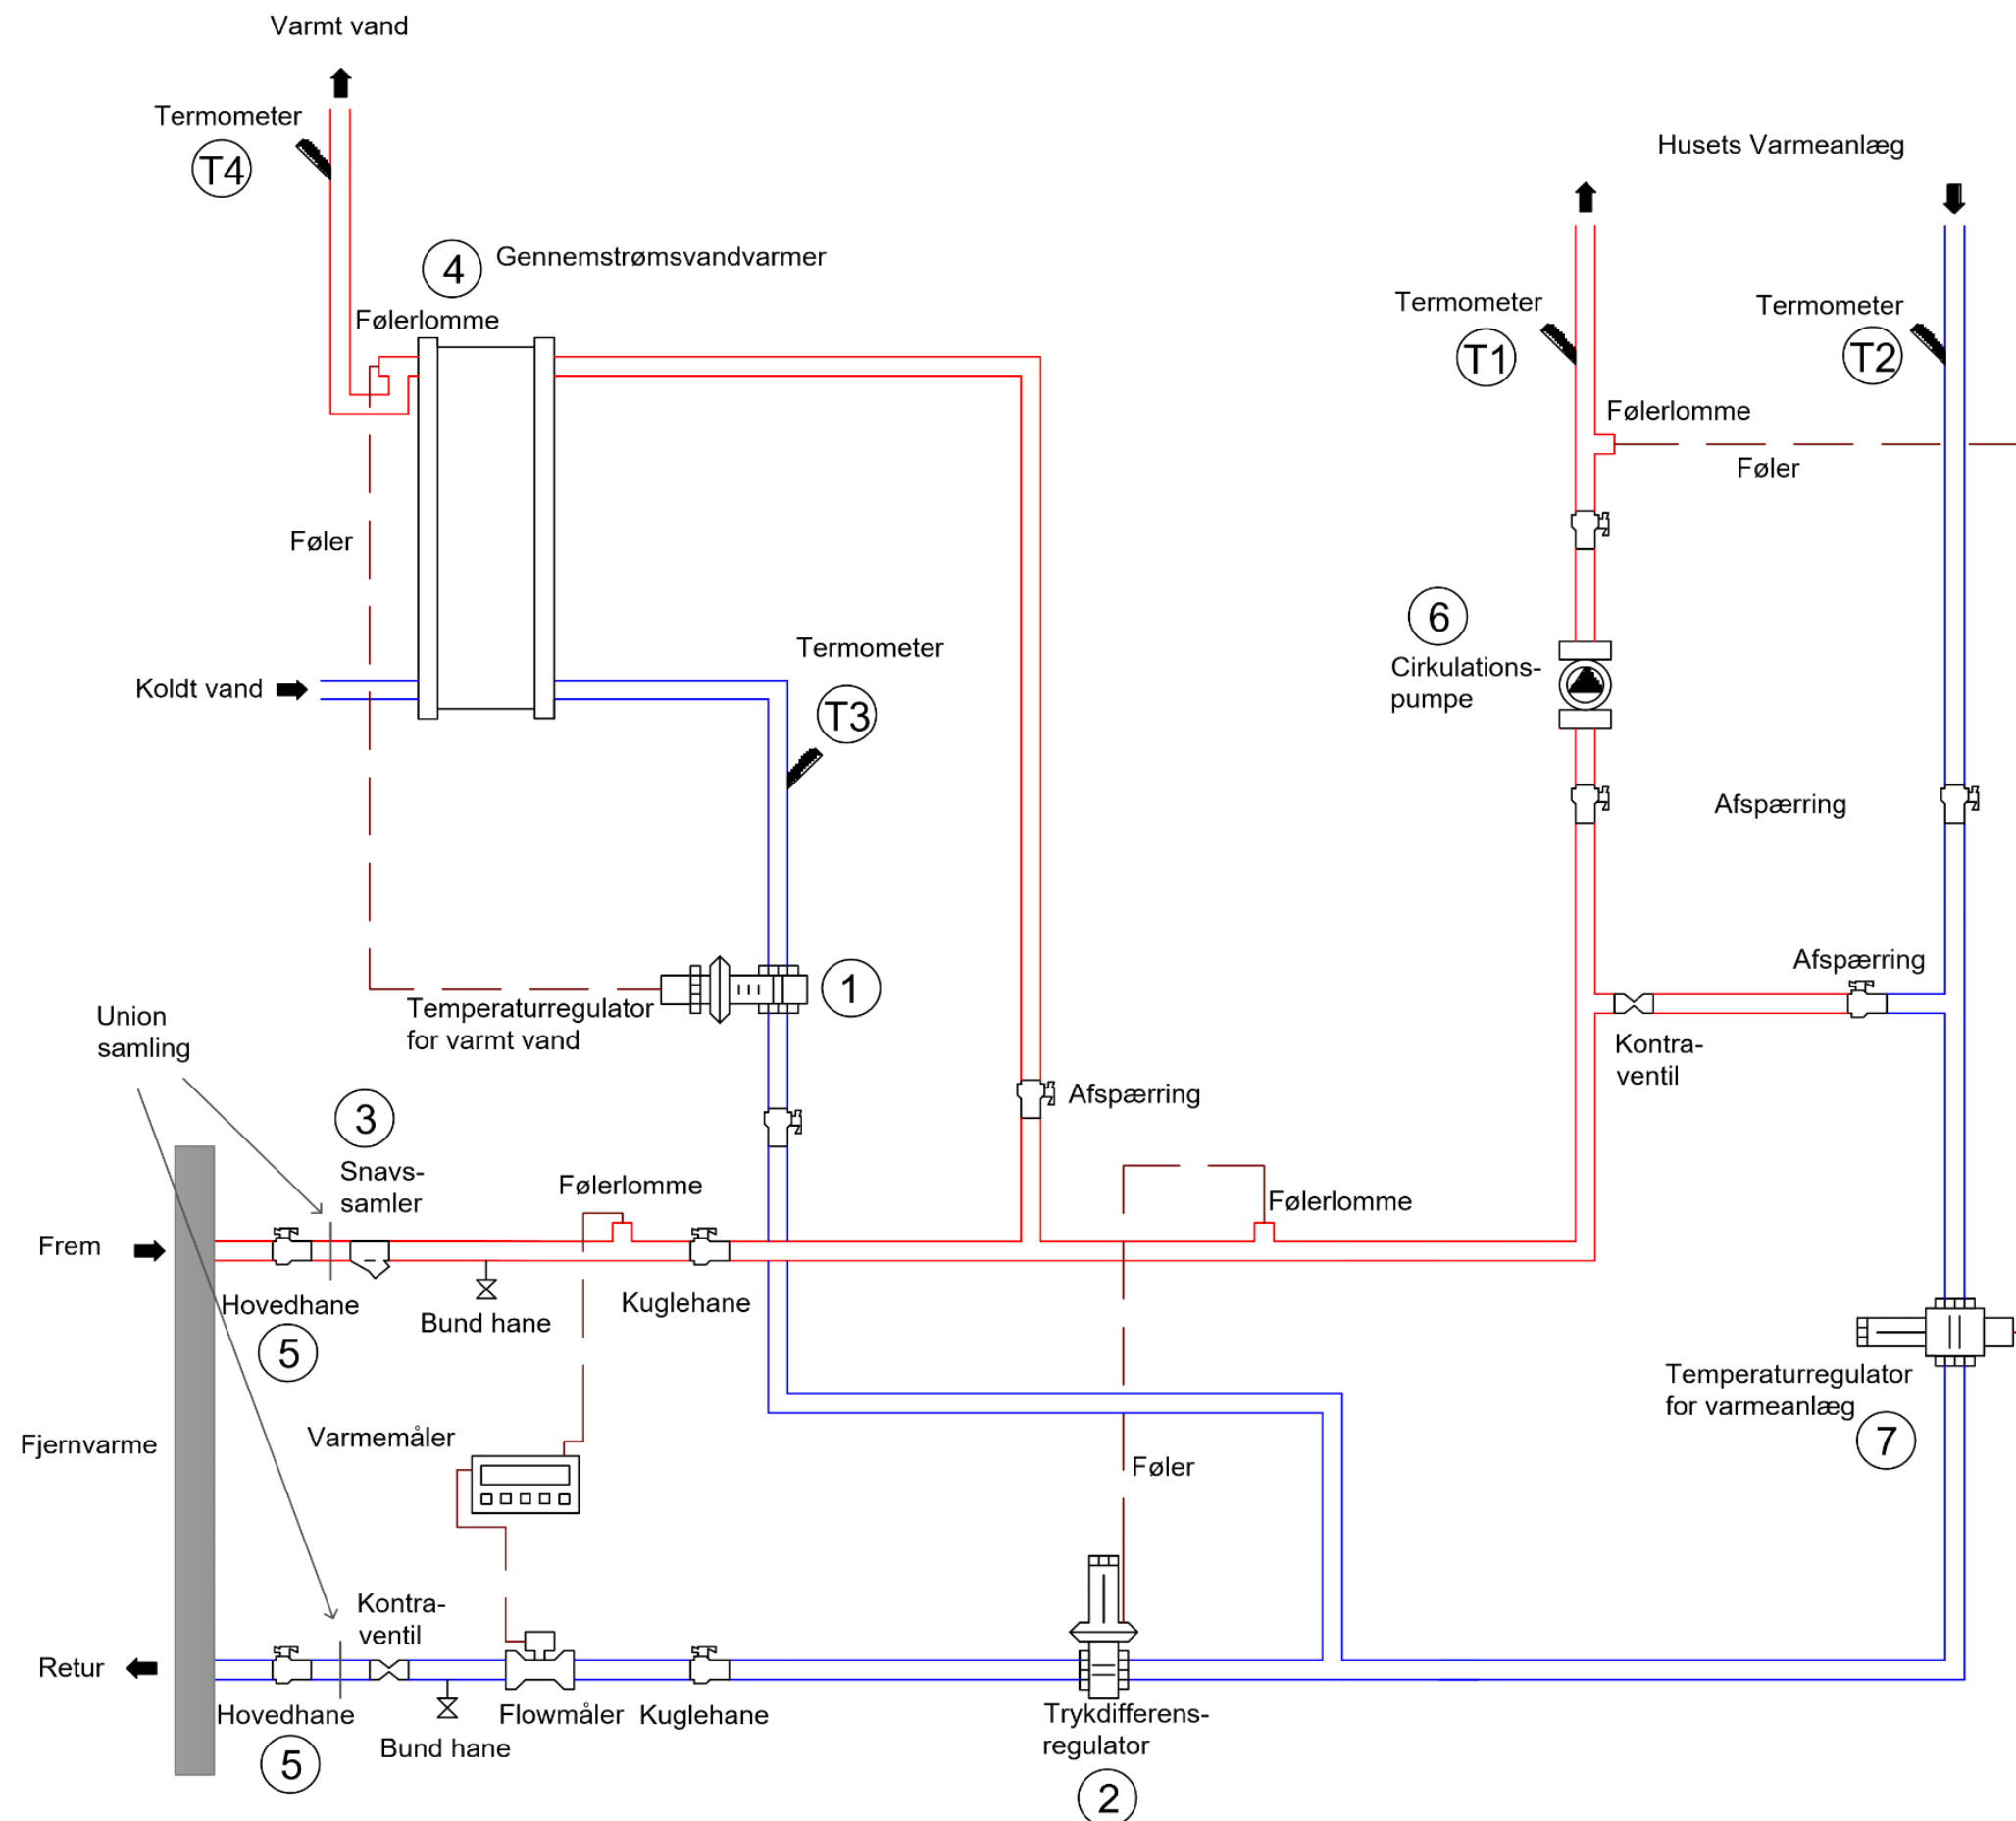 Varmt vand
Termometer
T4
Husets Varmeanlæg
4
Gennemstrømsvandvarmer
Følerlomme
Termometer
T1
Termometer
T2
Følerlomme
Føler
Føler
6
Cirkulations-
pumpe
Termometer
T3
Koldt vand
Afspærring
Afspærring
Kontra-
ventil
1
Temperaturregulator
for varmt vand
Union
samling
Afspærring
3
Snavs-
samler
Følerlomme
Følerlomme
Frem
Hovedhane
5
Bund hane
Kuglehane
Temperaturregulator
for varmeanlæg
7
Fjernvarme
Varmemåler
Føler
Kontra-
ventil
Retur
Hovedhane
5
Bund hane
Flowmåler
Kuglehane
Trykdifferens-
regulator
2